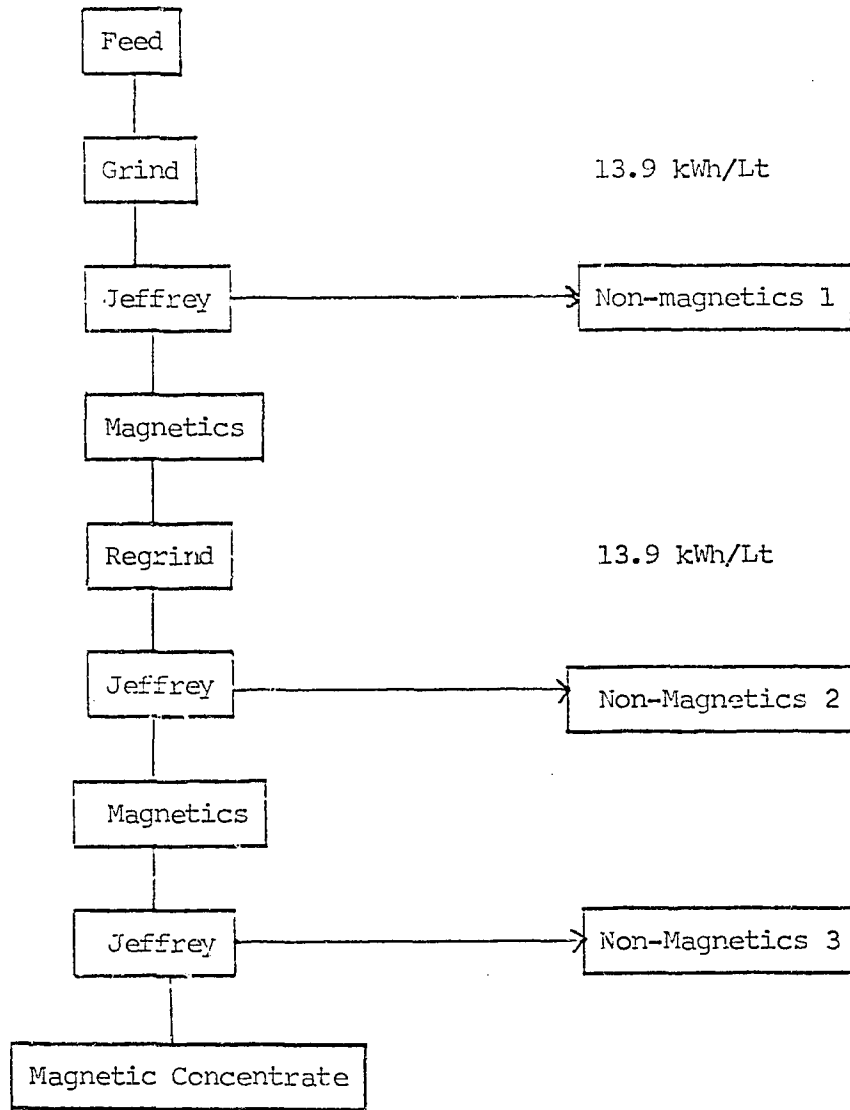 Feed
Grind
13.9 kWh/Lt
Jeffrey
Non-magnetics 1
Magnetics
Regrind
13.9 kWh/Lt
Jeffrey
Non-Magnetics 2
Magnetics
Jeffrey
Non-Magnetics 3
Magnetic Concentrate